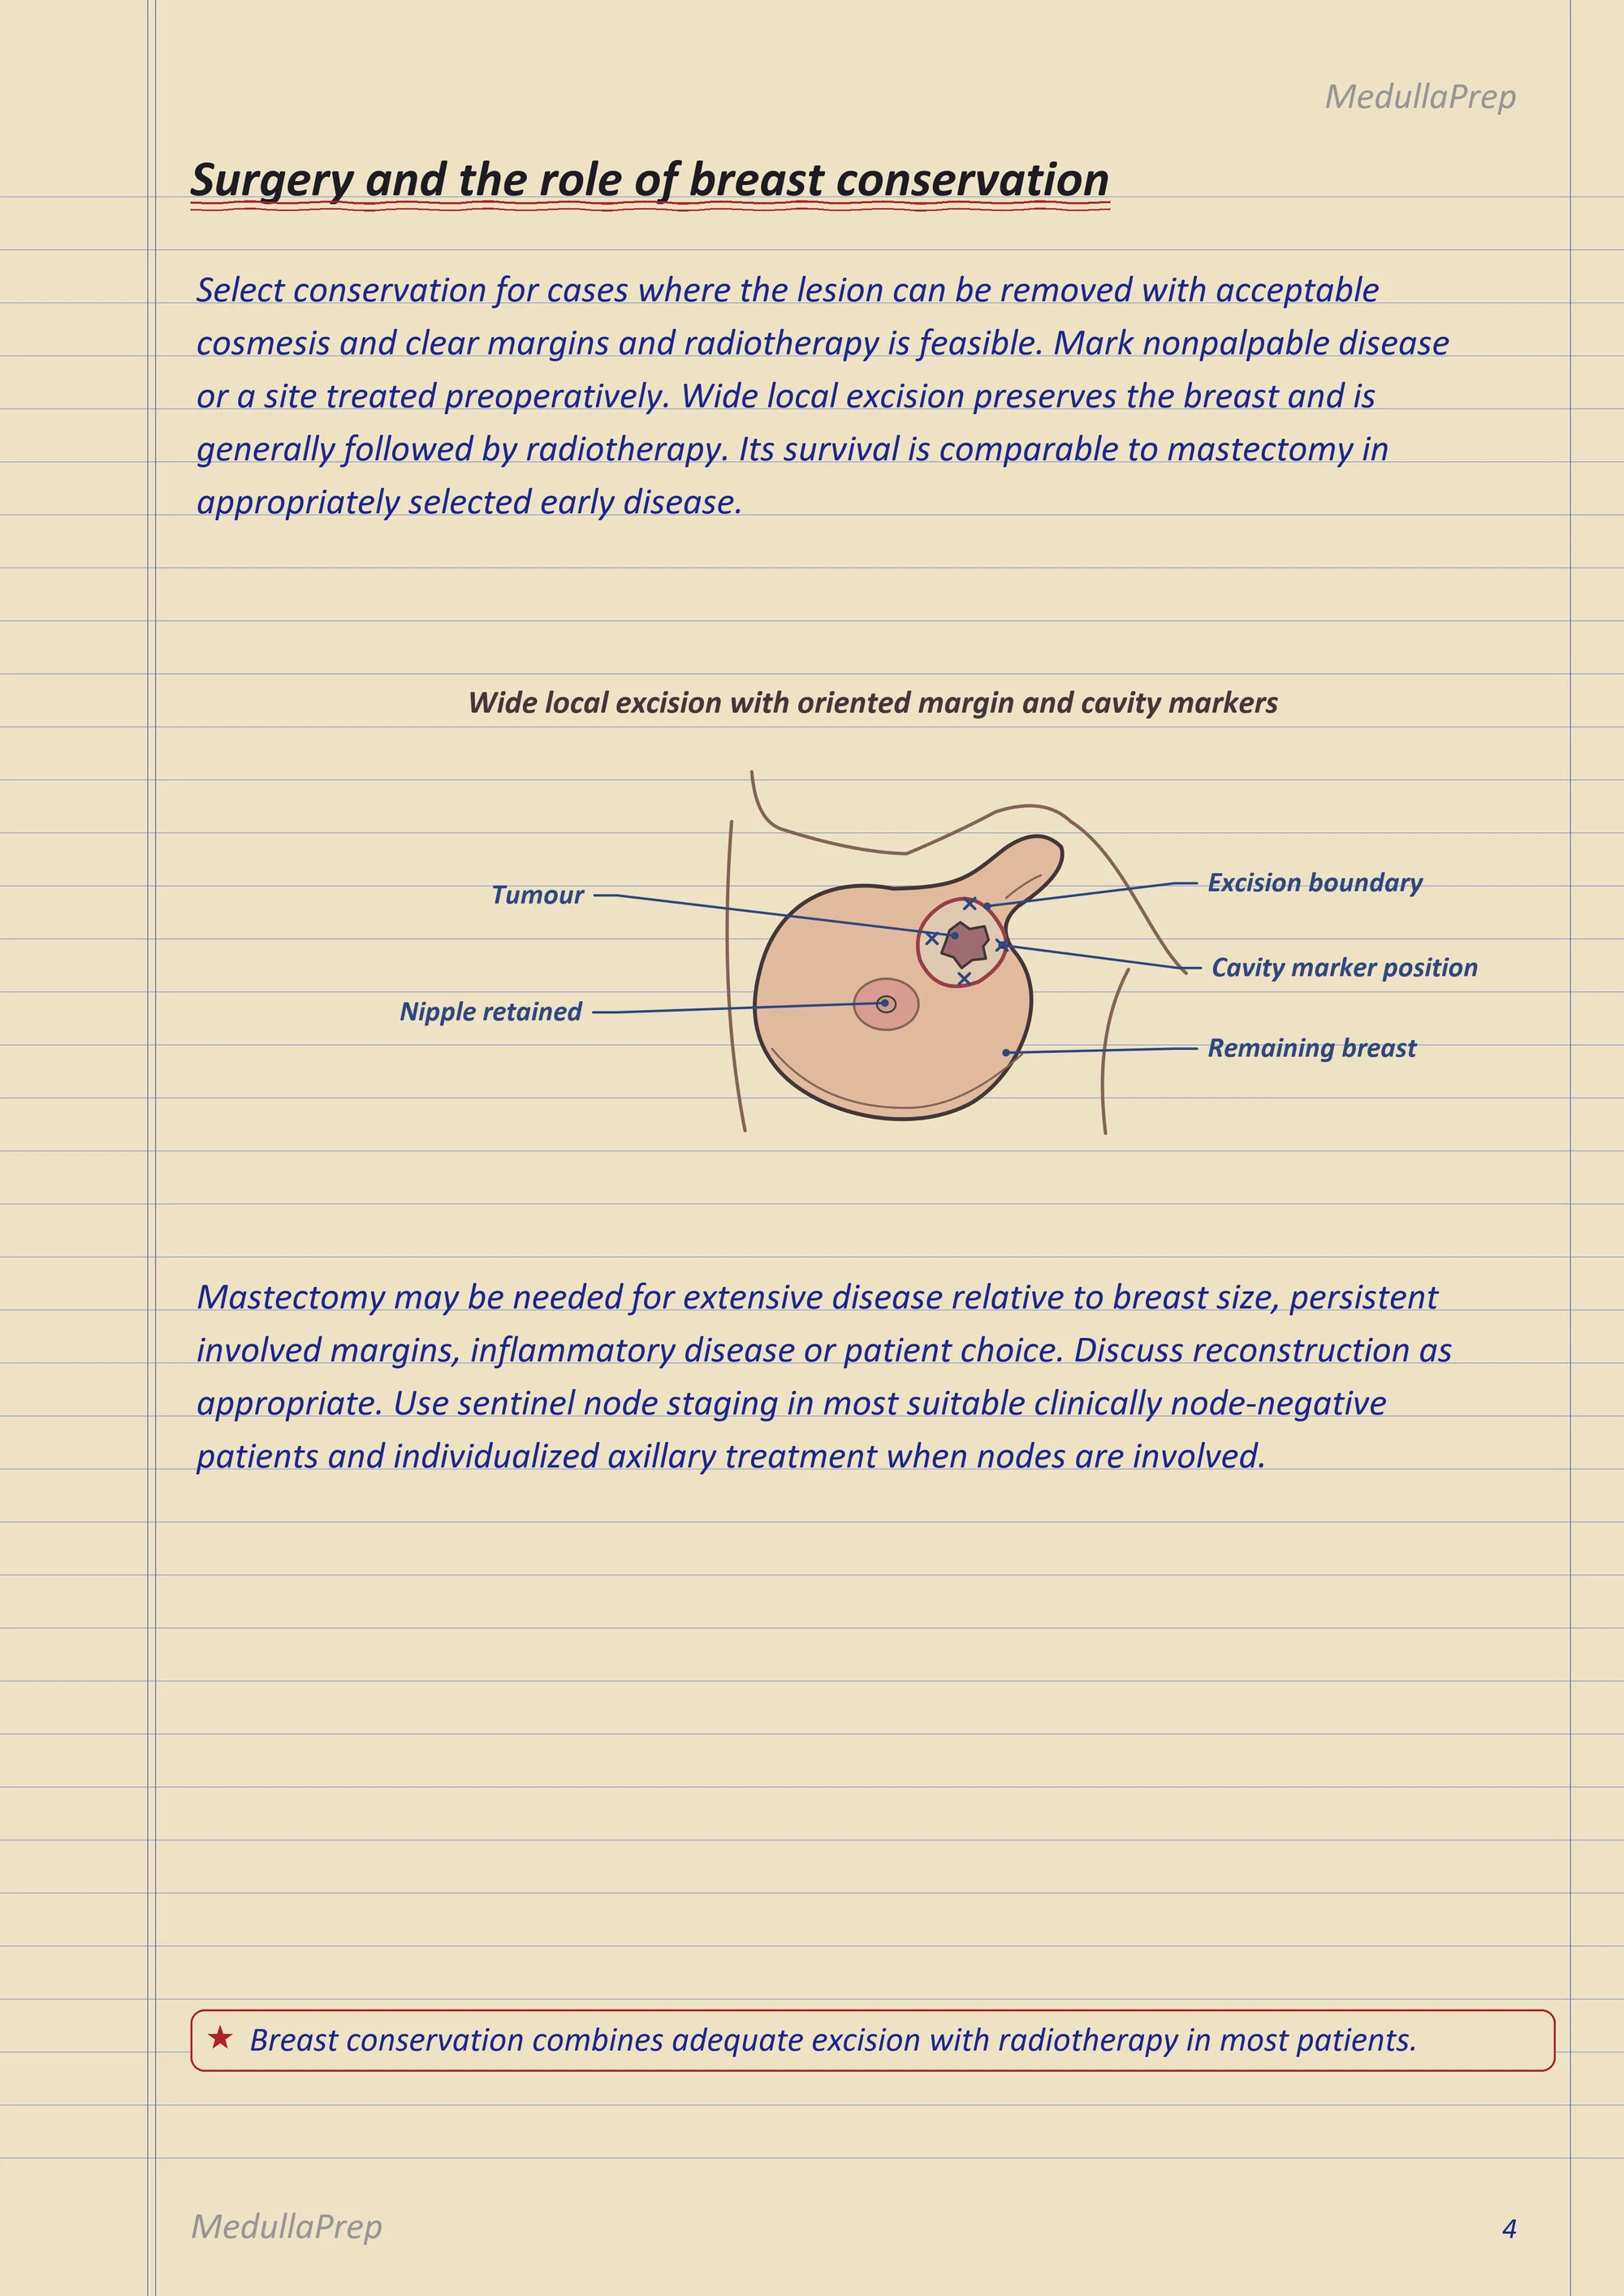 MedullaPrep
Surgery and the role of breast conservation
Select conservation for cases where the lesion can be removed with acceptable
cosmesis and clear margins and radiotherapy is feasible. Mark nonpalpable disease
or a site treated preoperatively. Wide local excision preserves the breast and is
generally followed by radiotherapy. Its survival is comparable to mastectomy in
appropriately selected early disease.
Wide local excision with oriented margin and cavity markers
Tumour
Excision boundary
Cavity marker position
Nipple retained
Remaining breast
Mastectomy may be needed for extensive disease relative to breast size, persistent
involved margins, inflammatory disease or patient choice. Discuss reconstruction as
appropriate. Use sentinel node staging in most suitable clinically node-negative
patients and individualized axillary treatment when nodes are involved.
★ Breast conservation combines adequate excision with radiotherapy in most patients.
MedullaPrep
4